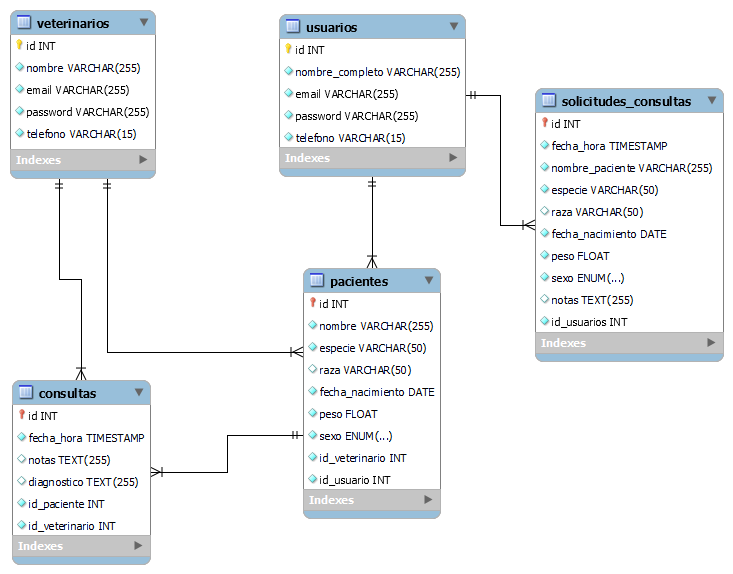 veterinarios
id INT
nombre VARCHAR(255)
email VARCHAR(255)
password VARCHAR(255)
telefono VARCHAR(15)
Indexes
usuarios
id INT
nombre_completo VARCHAR(255)
email VARCHAR(255)
password VARCHAR(255)
telefono VARCHAR(15)
Indexes
solicitudes_consultas
id INT
fecha_hora TIMESTAMP
nombre_paciente VARCHAR(255)
especie VARCHAR(50)
raza VARCHAR(50)
fecha_nacimiento DATE
peso FLOAT
sexo ENUM(...)
notas TEXT(255)
id_usuarios INT
Indexes
pacientes
id INT
nombre VARCHAR(255)
especie VARCHAR(50)
raza VARCHAR(50)
fecha_nacimiento DATE
peso FLOAT
sexo ENUM(...)
id_veterinario INT
id_usuario INT
Indexes
consultas
id INT
fecha_hora TIMESTAMP
notas TEXT(255)
diagnostico TEXT(255)
id_paciente INT
id_veterinario INT
Indexes